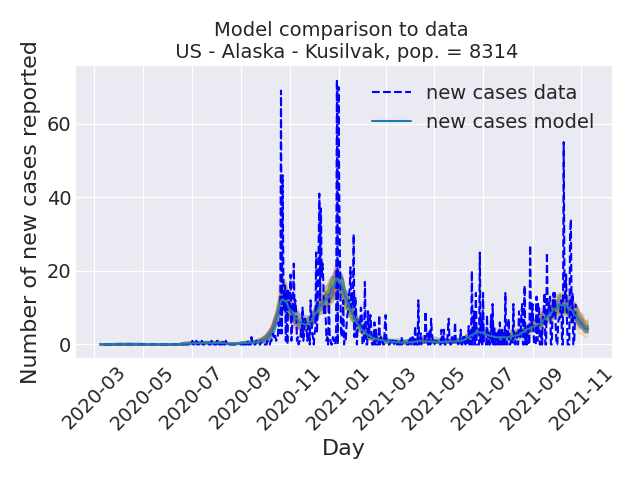 Model comparison to data
US - Alaska - Kusilvak, pop. = 8314
new cases data
new cases model
Number of new cases reported
60
40
20
0
2020-03
2020-05
2020-07
2020-09
2020-11
2021-01
2021-03
2021-05
2021-07
2021-09
2021-11
Day